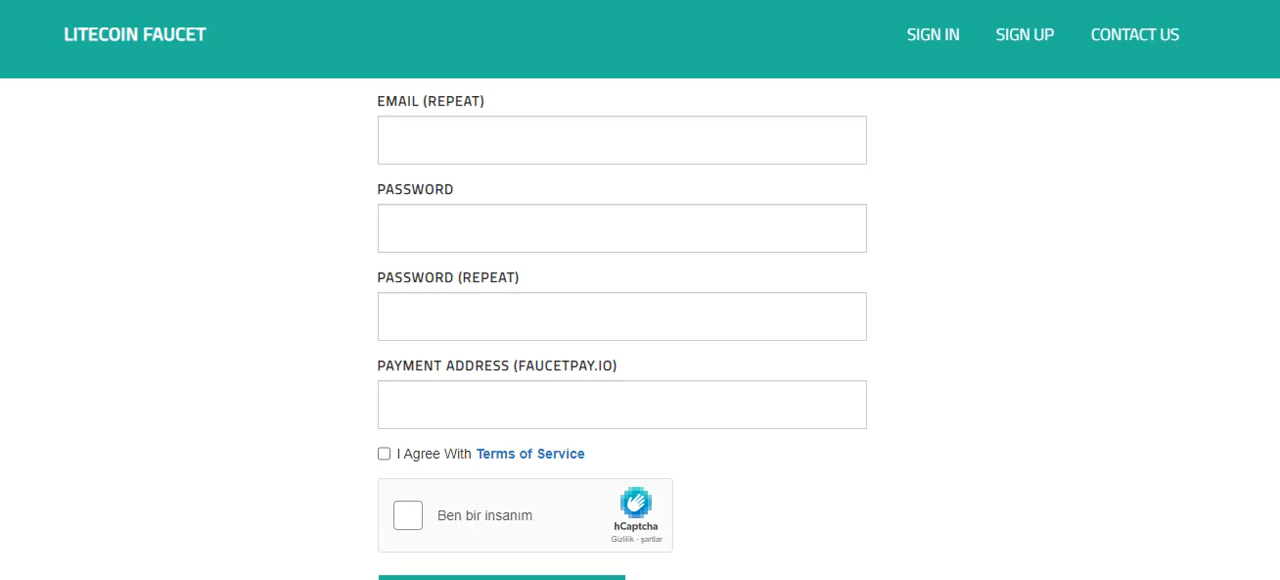 LITECOIN FAUCET SIGN IN SIGN UP CONTACT US
EMAIL (REPEAT)
PASSWORD
PASSWORD (REPEAT)
PAYMENT ADDRESS (FAUCETPAY.IO)
I Agree With Terms of Service
Ben bir insanım
hCaptcha
Gizlilik - şartlar